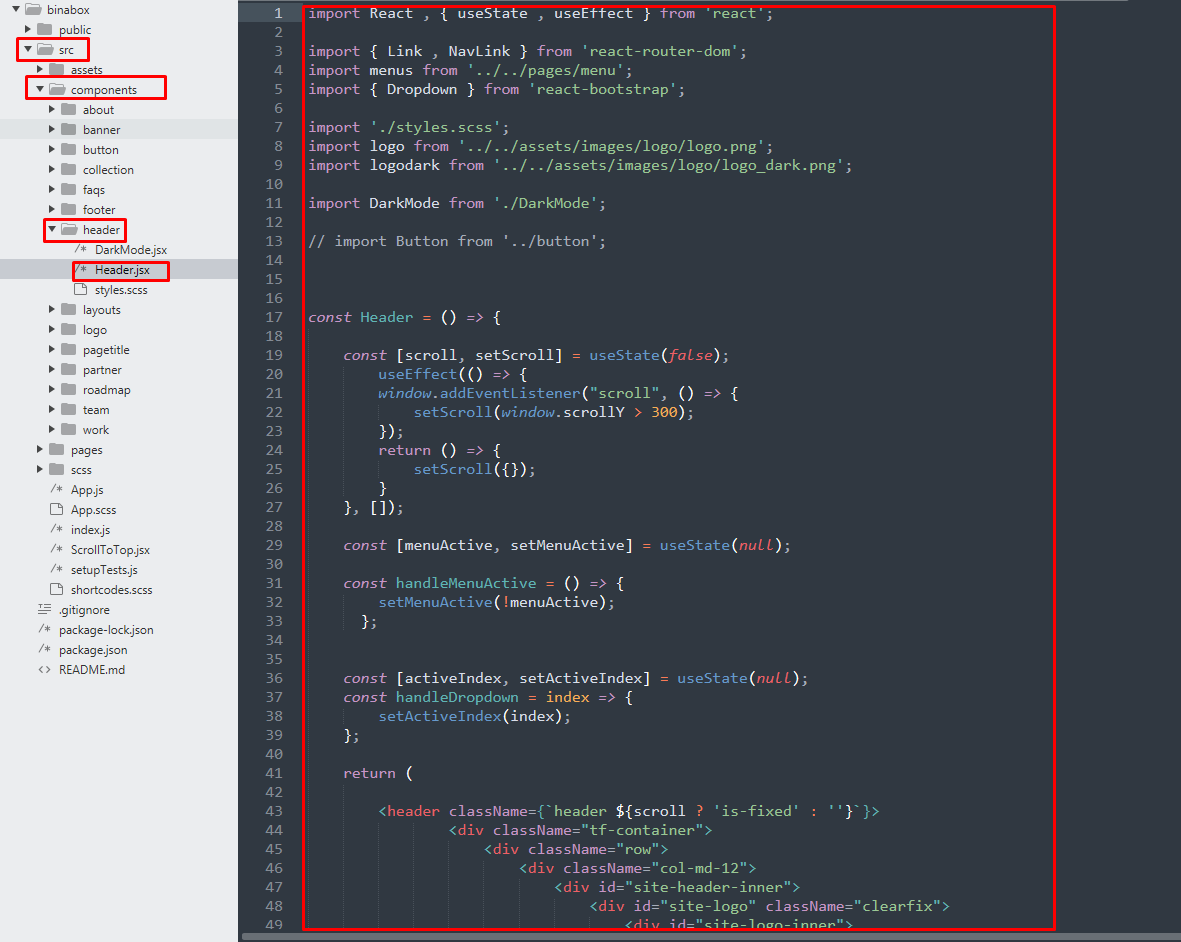 binabox
public
src
assets
components
about
banner
button
collection
faqs
footer
header
/* DarkMode.jsx
/* Header.jsx
styles.scss
layouts
logo
pagetitle
partner
roadmap
team
work
pages
scss
/* App.js
App.scss
/* index.js
/* ScrollToTop.jsx
/* setupTests.js
shortcodes.scss
.gitignore
/* package-lock.json
/* package.json
<> README.md
1 import React , { useState , useEffect } from 'react';
2
3 import { Link , NavLink } from 'react-router-dom';
4 import menus from '../../pages/menu';
5 import { Dropdown } from 'react-bootstrap';
6
7 import './styles.scss';
8 import logo from '../../assets/images/logo/logo.png';
9 import logodark from '../../assets/images/logo/logo_dark.png';
10
11 import DarkMode from './DarkMode';
12
13 // import Button from '../button';
14
15
16
17 const Header = () => {
18
19     const [scroll, setScroll] = useState(false);
20         useEffect(() => {
21         window.addEventListener("scroll", () => {
22             setScroll(window.scrollY > 300);
23         });
24         return () => {
25             setScroll({});
26         }
27     }, []);
28
29     const [menuActive, setMenuActive] = useState(null);
30
31     const handleMenuActive = () => {
32         setMenuActive(!menuActive);
33       };
34
35
36     const [activeIndex, setActiveIndex] = useState(null);
37     const handleDropdown = index => {
38         setActiveIndex(index);
39     };
40
41     return (
42
43         <header className={`header ${scroll ? 'is-fixed' : ''}`}>
44                 <div className="tf-container">
45                     <div className="row">
46                         <div className="col-md-12">
47                             <div id="site-header-inner">
48                                 <div id="site-logo" className="clearfix">
49                                     <div id="site-logo-inner">